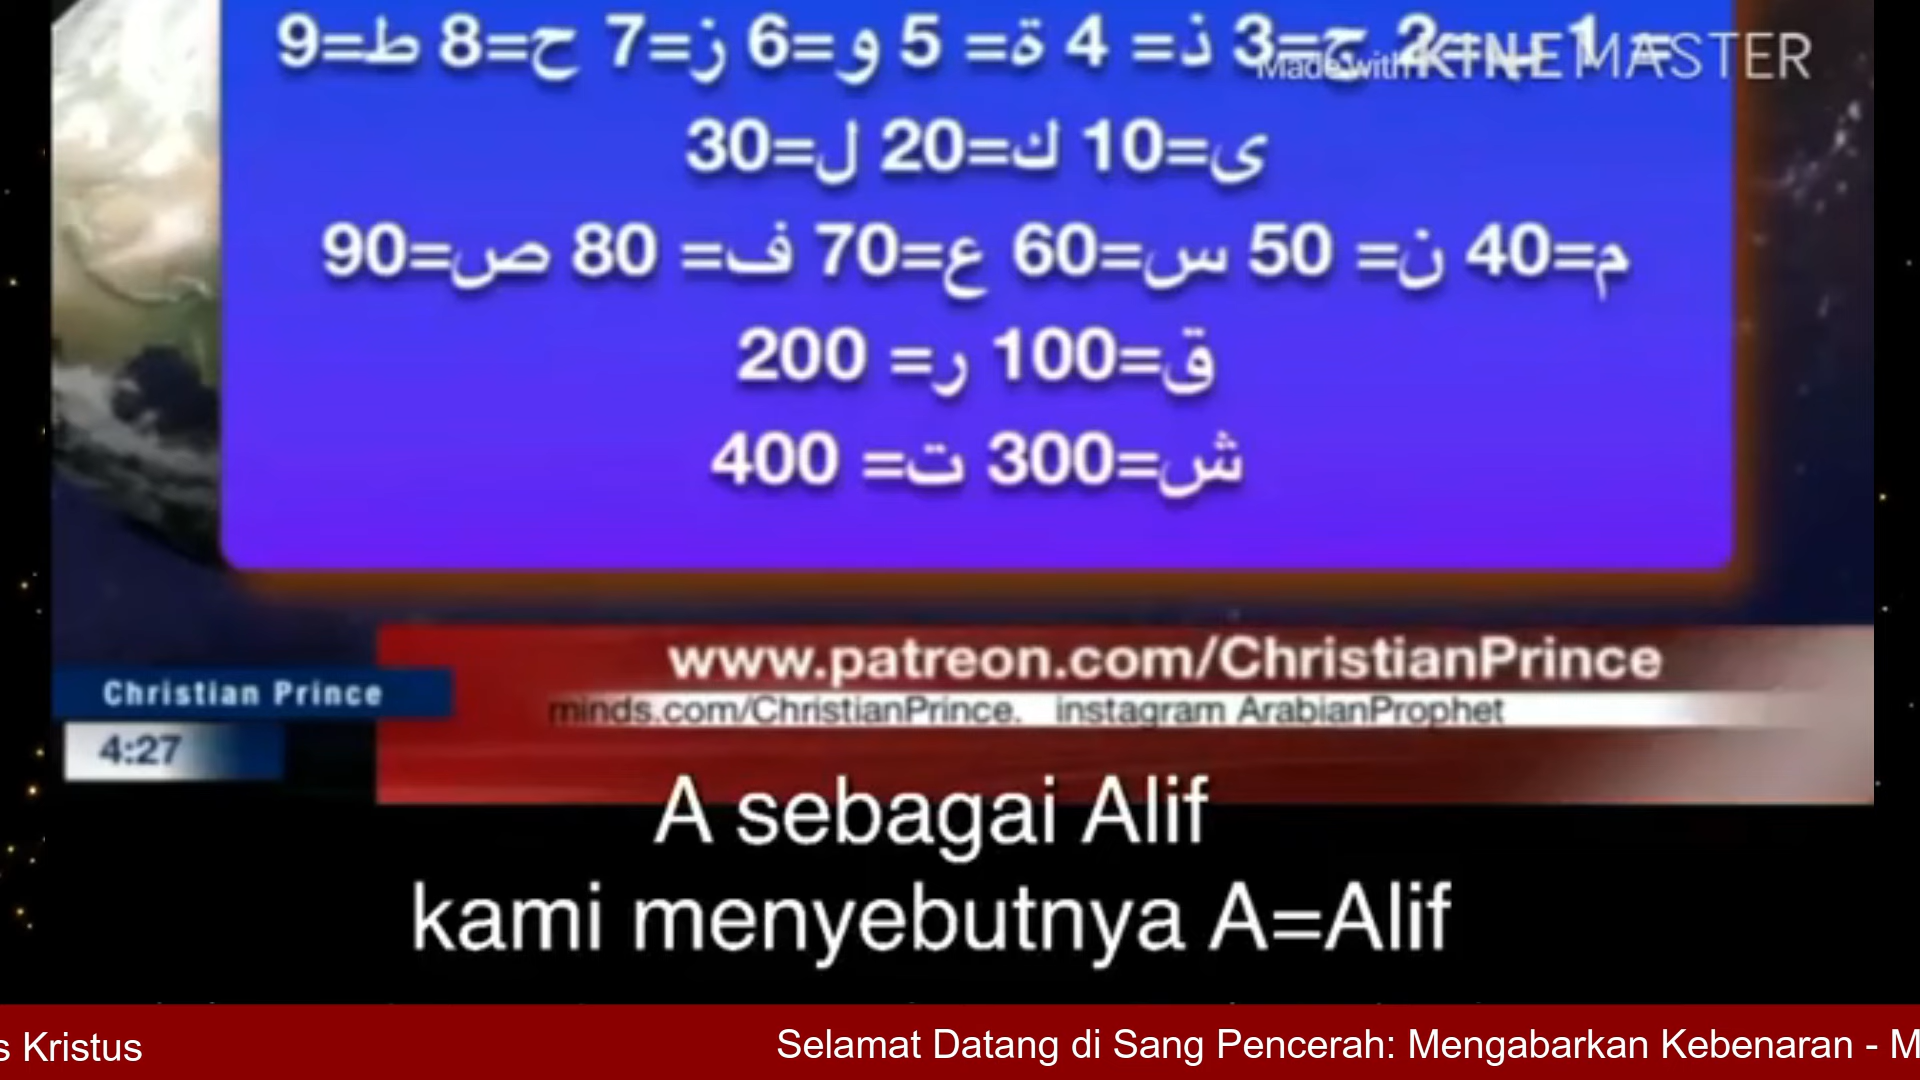 = 1 ب=2 ج=3 ذ= 4 ة= 5 و=6 ز=7 ح=8 ط=9
Made with KINEMASTER
ى=10 ك=20 ل=30
م=40 ن= 50 س=60 ع=70 ف= 80 ص=90
ق=100 ر= 200
ش=300 ت= 400
www.patreon.com/ChristianPrince
Christian Prince
minds.com/ChristianPrince. instagram ArabianProphet
4:27
A sebagai Alif
kami menyebutnya A=Alif
s Kristus
Selamat Datang di Sang Pencerah: Mengabarkan Kebenaran - M